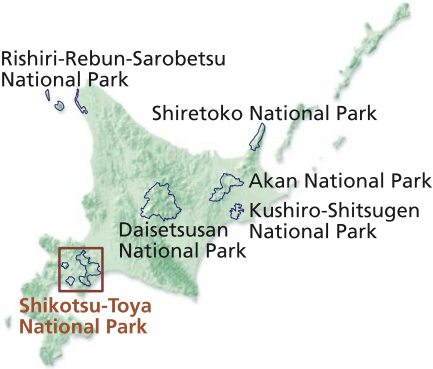 Rishiri-Rebun-Sarobetsu
National Park
Shiretoko National Park
Akan National Park
Kushiro-Shitsugen
National Park
Daisetsusan
National Park
Shikotsu-Toya
National Park